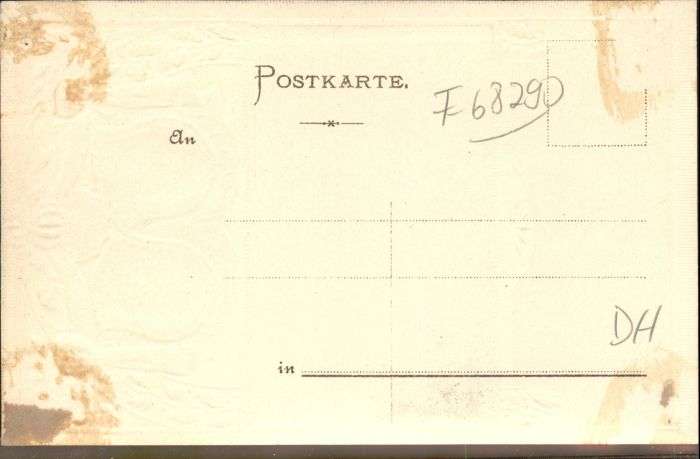 POSTKARTE.
F 68290
An
DH
in